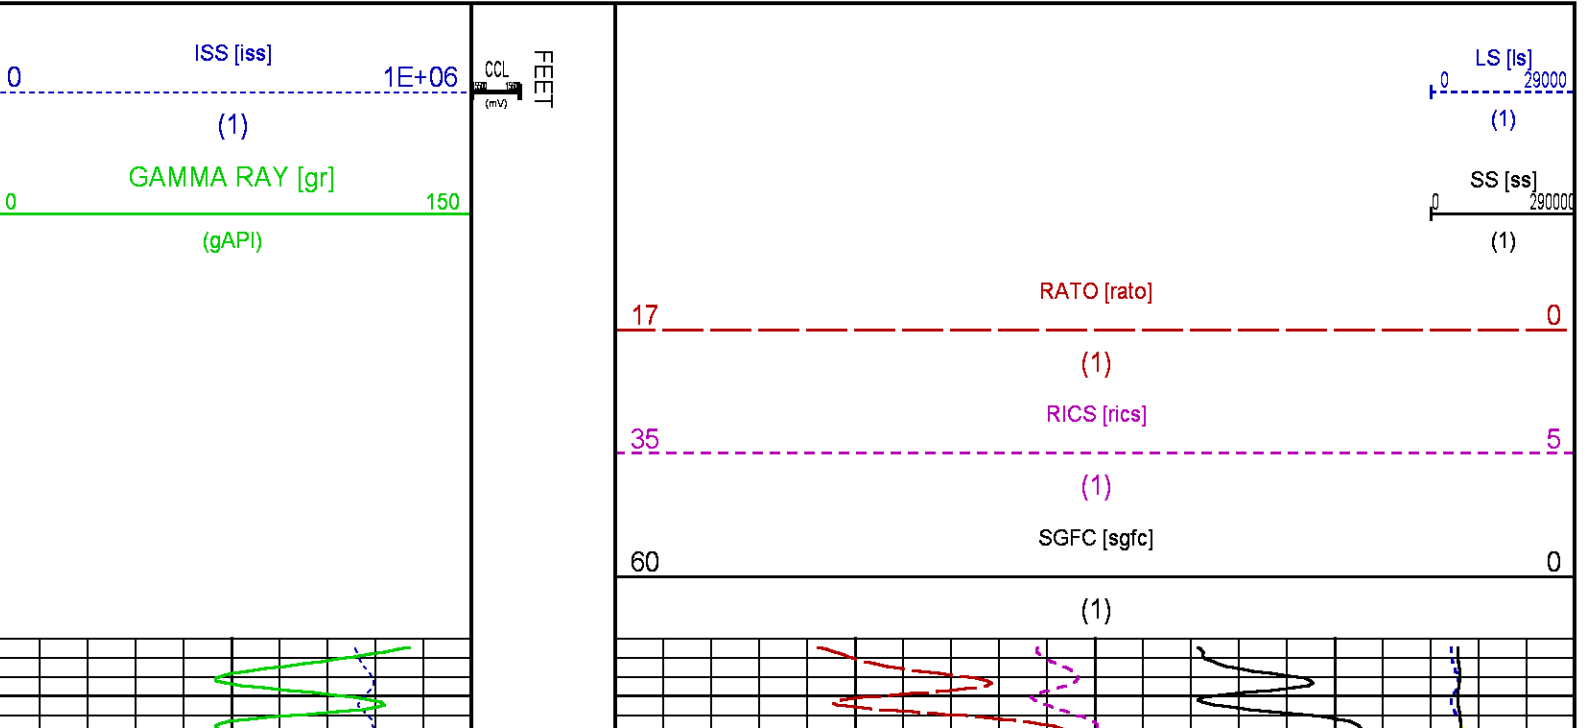 ISS [iss]
0 1E+06
(1)
GAMMA RAY [gr]
0 150
(gAPI)
CCL
(mV)
FEET
LS [ls]
0 29000
(1)
SS [ss]
0 290000
(1)
RATO [rato]
17 0
(1)
RICS [rics]
35 5
(1)
SGFC [sgfc]
60 0
(1)